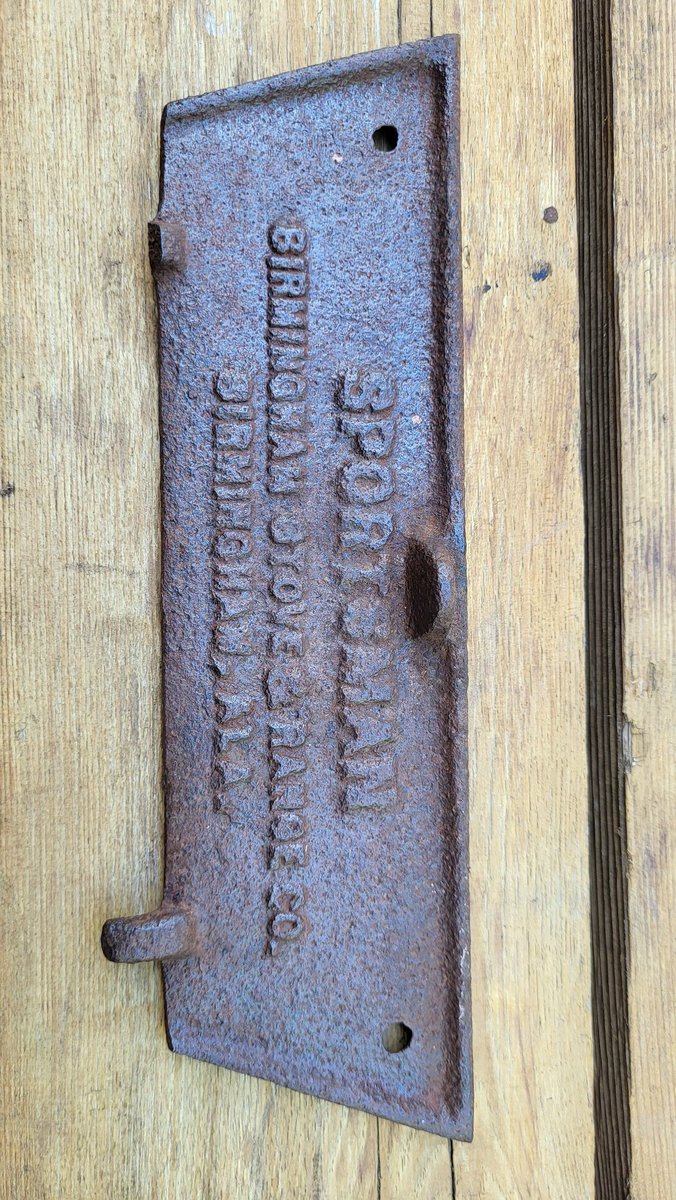 SPORTSMAN
BIRMINGHAM STOVE & RANGE CO.
BIRMINGHAM, ALA.